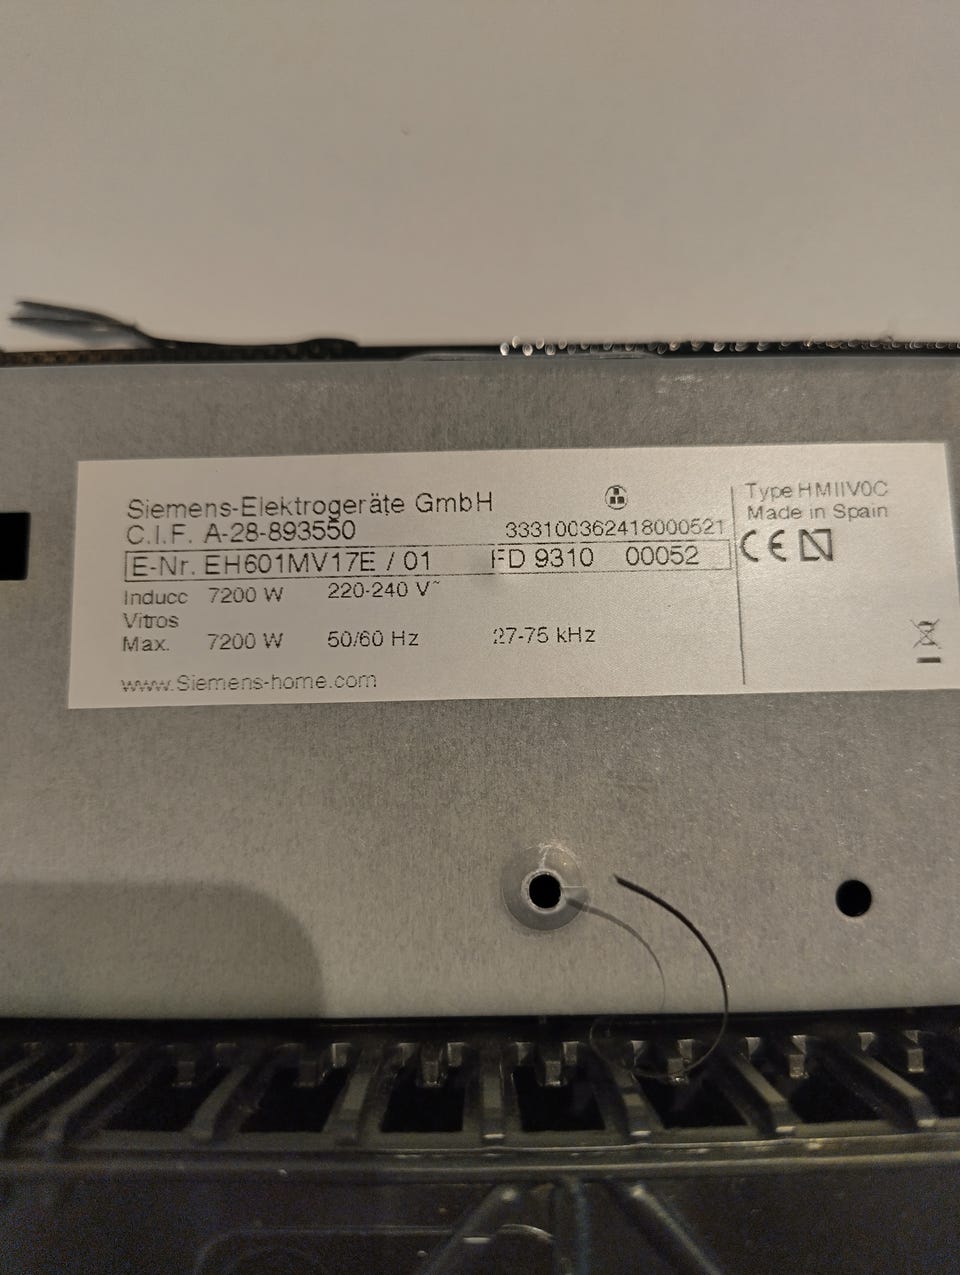 Siemens-Elektrogeräte GmbH
C.I.F. A-28-893550 333100362418000521
E-Nr. EH601MV17E / 01 FD 9310 00052
Inducc 7200 W 220-240 V~
Vitros
Max. 7200 W 50/60 Hz 27-75 kHz
www.Siemens-home.com
Type HMIIV0C
Made in Spain
CE N